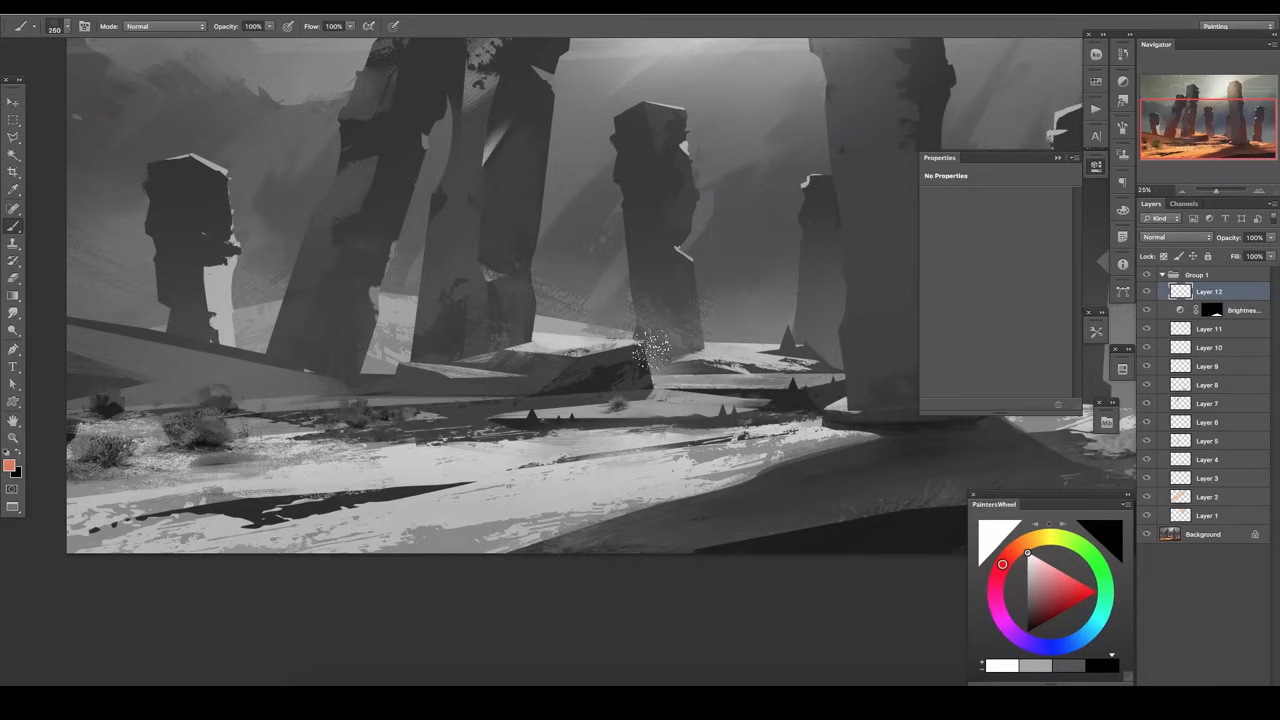 250
Mode: Normal
Opacity: 100%
Flow: 100%
Painting
Navigator
25%
Properties
No Properties
Layers Channels
Kind
Normal
Opacity: 100%
Lock:
Fill: 100%
Group 1
Layer 12
Brightnes...
Layer 11
Layer 10
Layer 9
Layer 8
Layer 7
Layer 6
Layer 5
Layer 4
Layer 3
Layer 2
Layer 1
Background
PaintersWheel